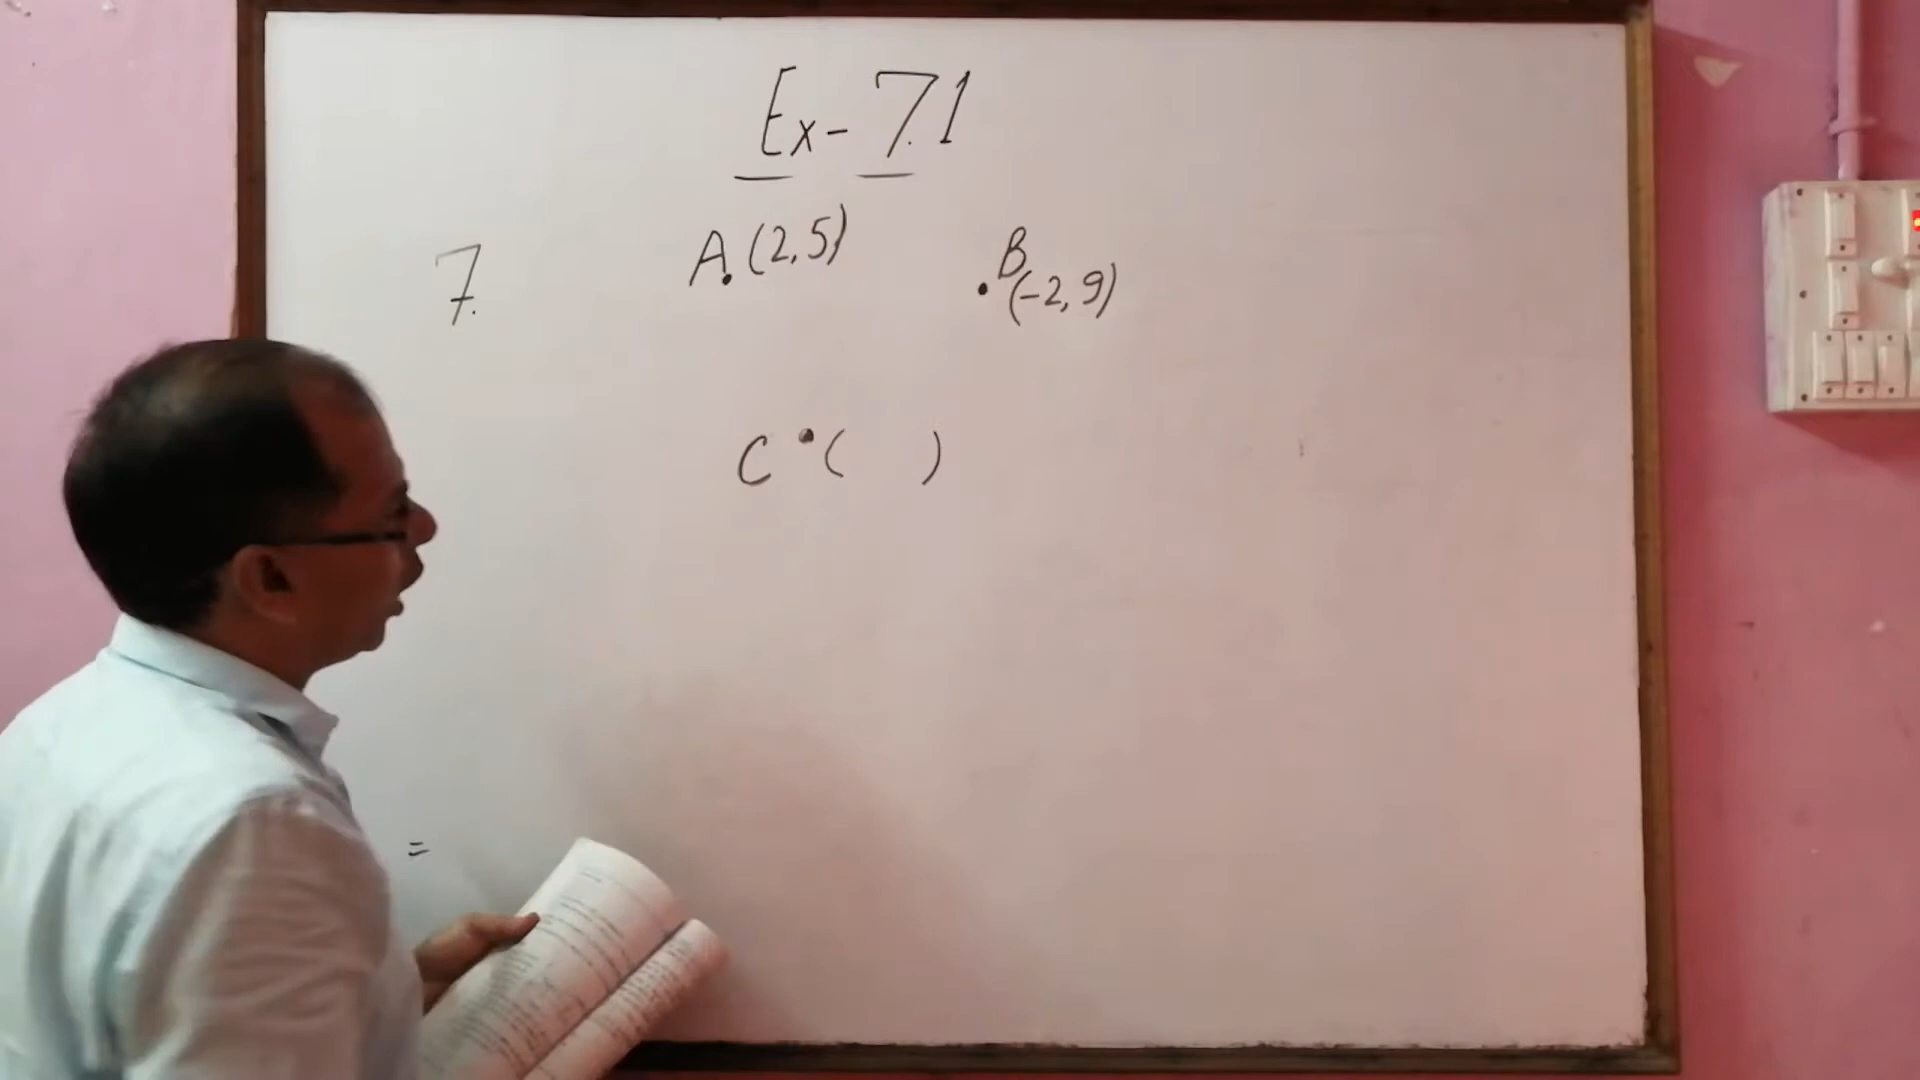 Ex- 7.1
7. A.(2,5) B
.(-2, 9)
C .( )
=